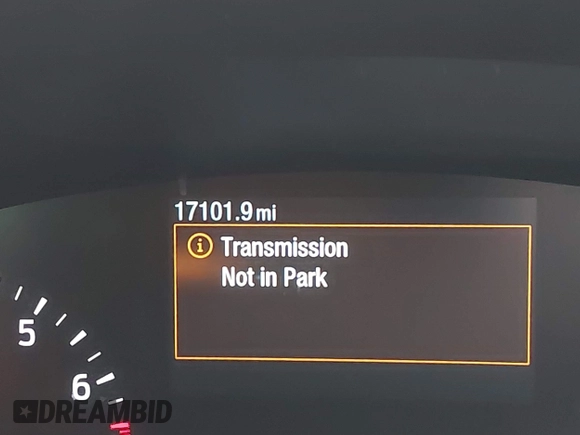 17101.9 mi
Transmission
Not in Park
5
6
DREAMBID